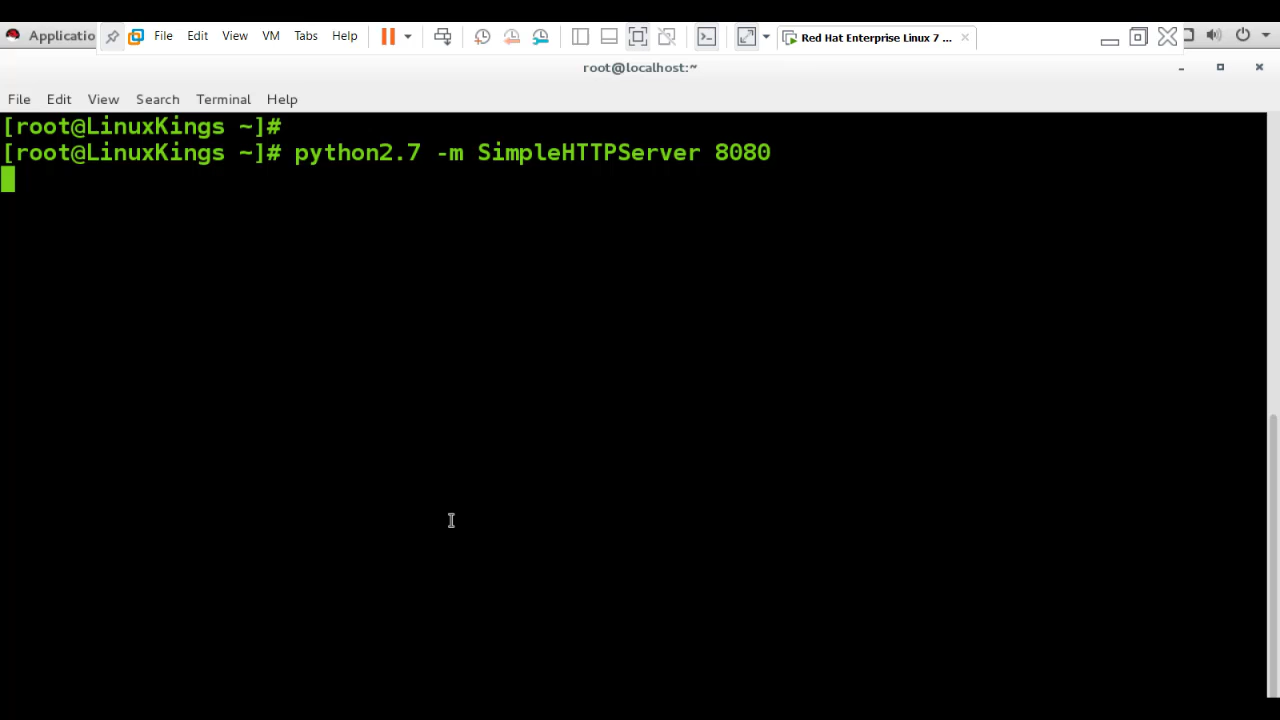 Applicatio File Edit View VM Tabs Help Red Hat Enterprise Linux 7 ...
root@localhost:~
File Edit View Search Terminal Help
[root@LinuxKings ~]#
[root@LinuxKings ~]# python2.7 -m SimpleHTTPServer 8080